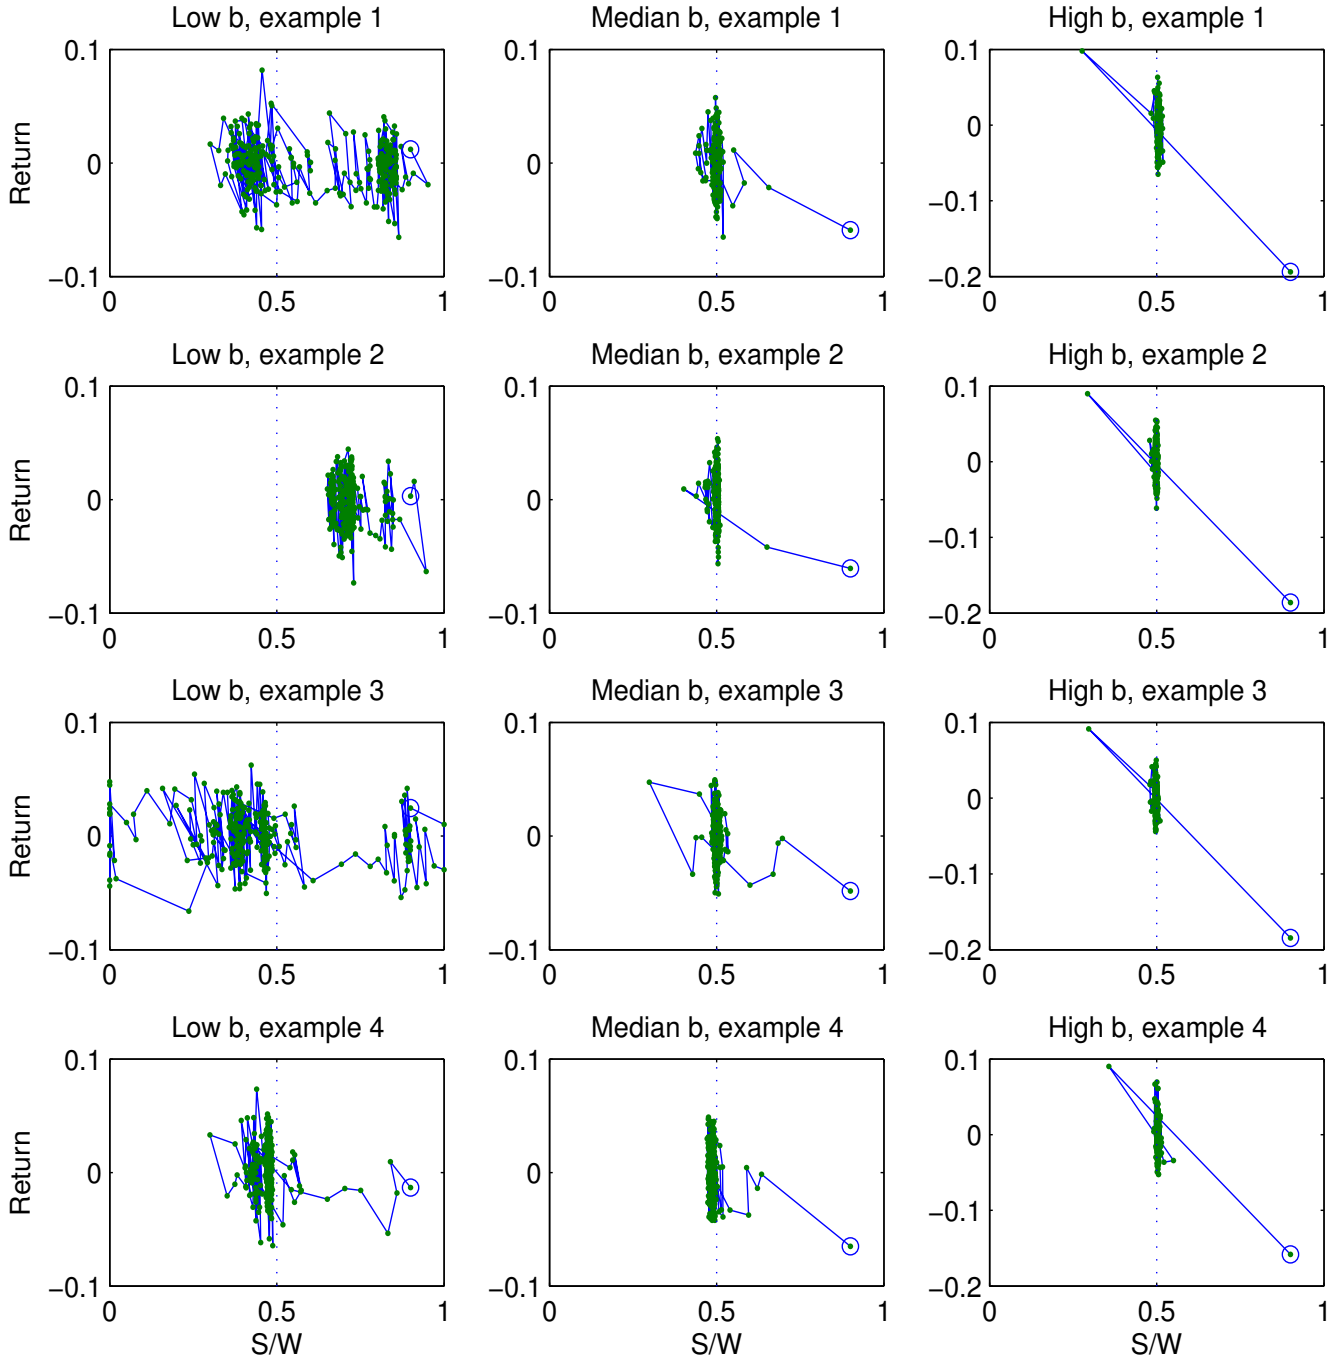 Low b, example 1 Median b, example 1 High b, example 1
0.1 0.1 0.1
0
0 0
Return
−0.1
−0.1 −0.1 −0.2
0 0.5 1 0 0.5 1 0 0.5 1
Low b, example 2 Median b, example 2 High b, example 2
0.1 0.1 0.1
0
0 0
Return
−0.1
−0.1 −0.1 −0.2
0 0.5 1 0 0.5 1 0 0.5 1
Low b, example 3 Median b, example 3 High b, example 3
0.1 0.1 0.1
0
0 0
Return
−0.1
−0.1 −0.1 −0.2
0 0.5 1 0 0.5 1 0 0.5 1
Low b, example 4 Median b, example 4 High b, example 4
0.1 0.1 0.1
0
0 0
Return
−0.1
−0.1 −0.1 −0.2
0 0.5 1 0 0.5 1 0 0.5 1
S/W S/W S/W